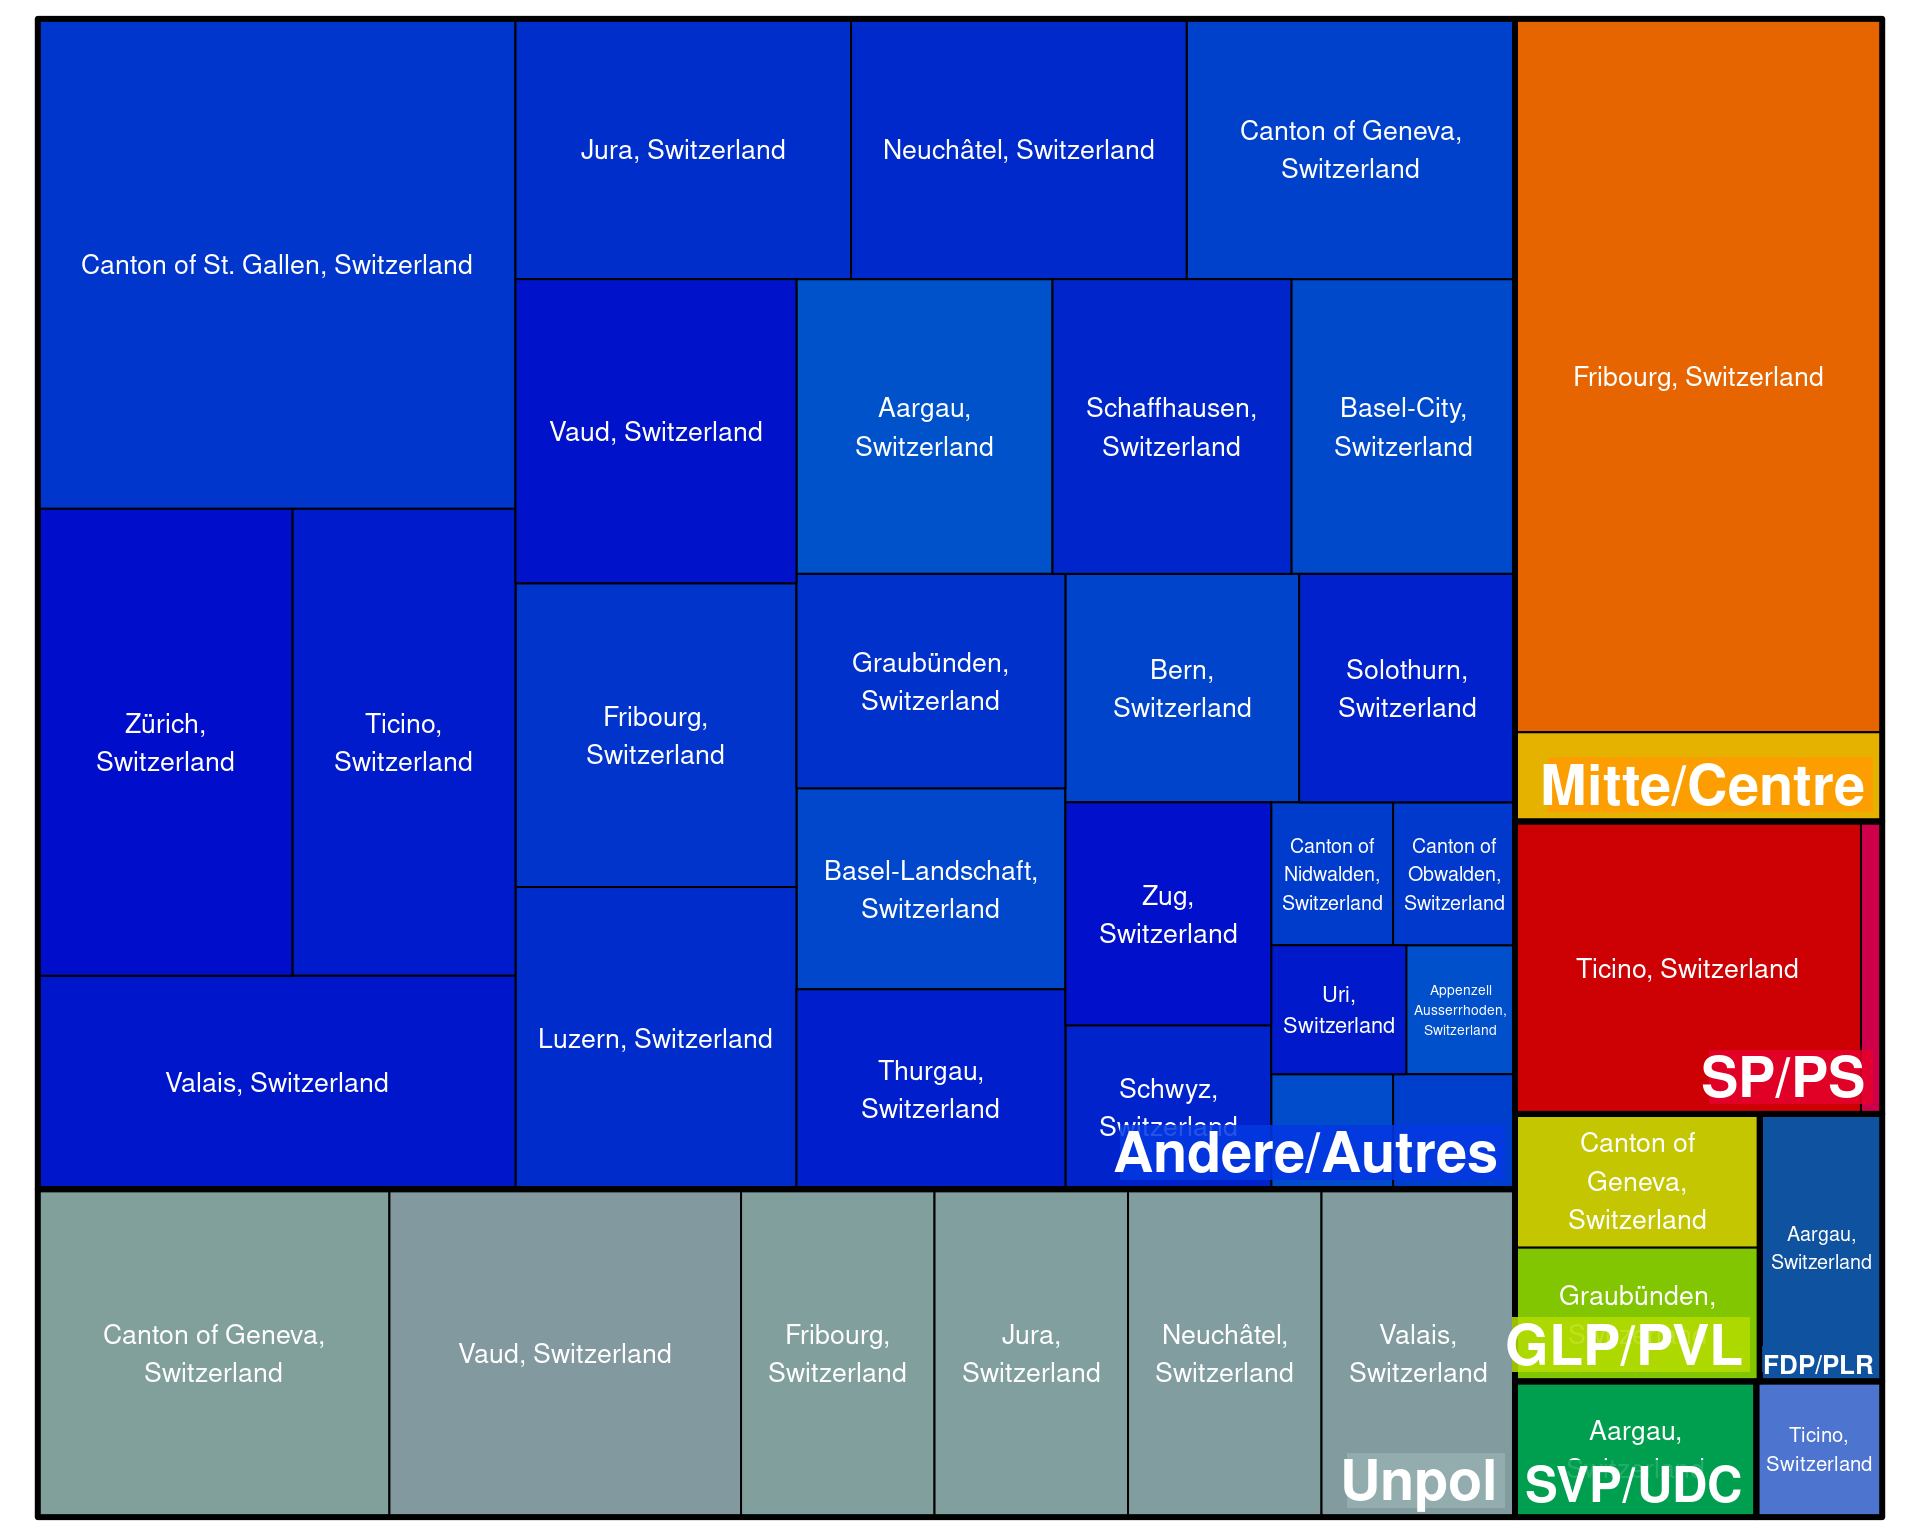 Canton of St. Gallen, Switzerland
Jura, Switzerland
Neuchâtel, Switzerland
Canton of Geneva,
Switzerland
Vaud, Switzerland
Aargau,
Switzerland
Schaffhausen,
Switzerland
Basel-City,
Switzerland
Zürich,
Switzerland
Ticino,
Switzerland
Fribourg,
Switzerland
Graubünden,
Switzerland
Bern,
Switzerland
Solothurn,
Switzerland
Basel-Landschaft,
Switzerland
Zug,
Switzerland
Canton of
Nidwalden,
Switzerland
Canton of
Obwalden,
Switzerland
Uri,
Switzerland
Appenzell
Ausserrhoden,
Switzerland
Valais, Switzerland
Luzern, Switzerland
Thurgau,
Switzerland
Schwyz,
Switzerland
Andere/Autres
Canton of Geneva,
Switzerland
Vaud, Switzerland
Fribourg,
Switzerland
Jura,
Switzerland
Neuchâtel,
Switzerland
Valais,
Switzerland
Unpol
Fribourg, Switzerland
Mitte/Centre
Ticino, Switzerland
SP/PS
Canton of
Geneva,
Switzerland
Graubünden,
GLP/PVL
Aargau,
Switzerland
FDP/PLR
Aargau,
Switzerland
SVP/UDC
Ticino,
Switzerland